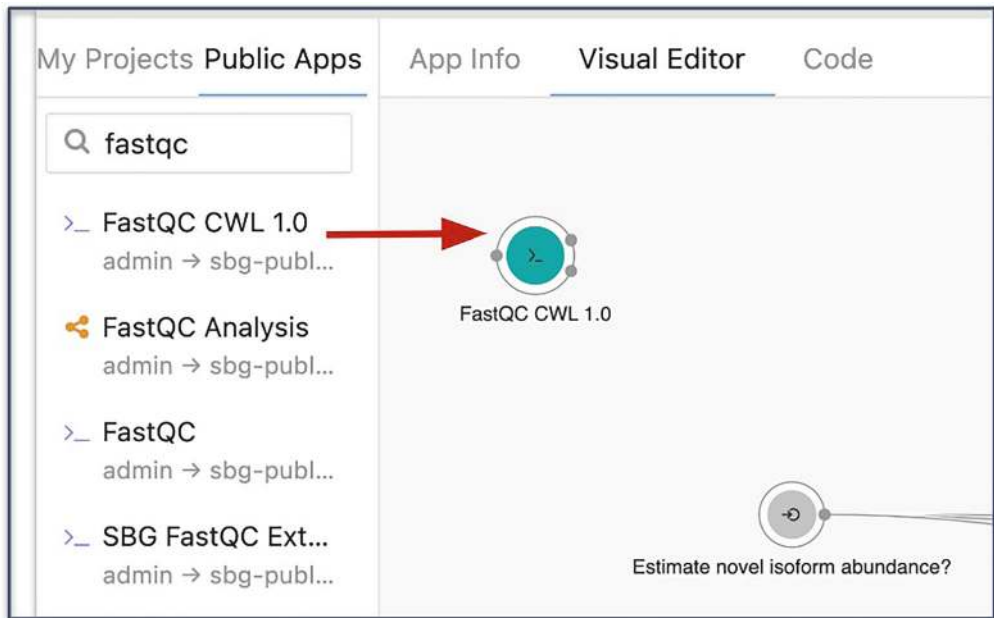 My Projects Public Apps
App Info Visual Editor Code
fastqc
>_ FastQC CWL 1.0
admin → sbg-publ...
FastQC Analysis
admin → sbg-publ...
>_ FastQC
admin → sbg-publ...
>_ SBG FastQC Ext...
admin → sbg-publ...
>_
FastQC CWL 1.0
Estimate novel isoform abundance?